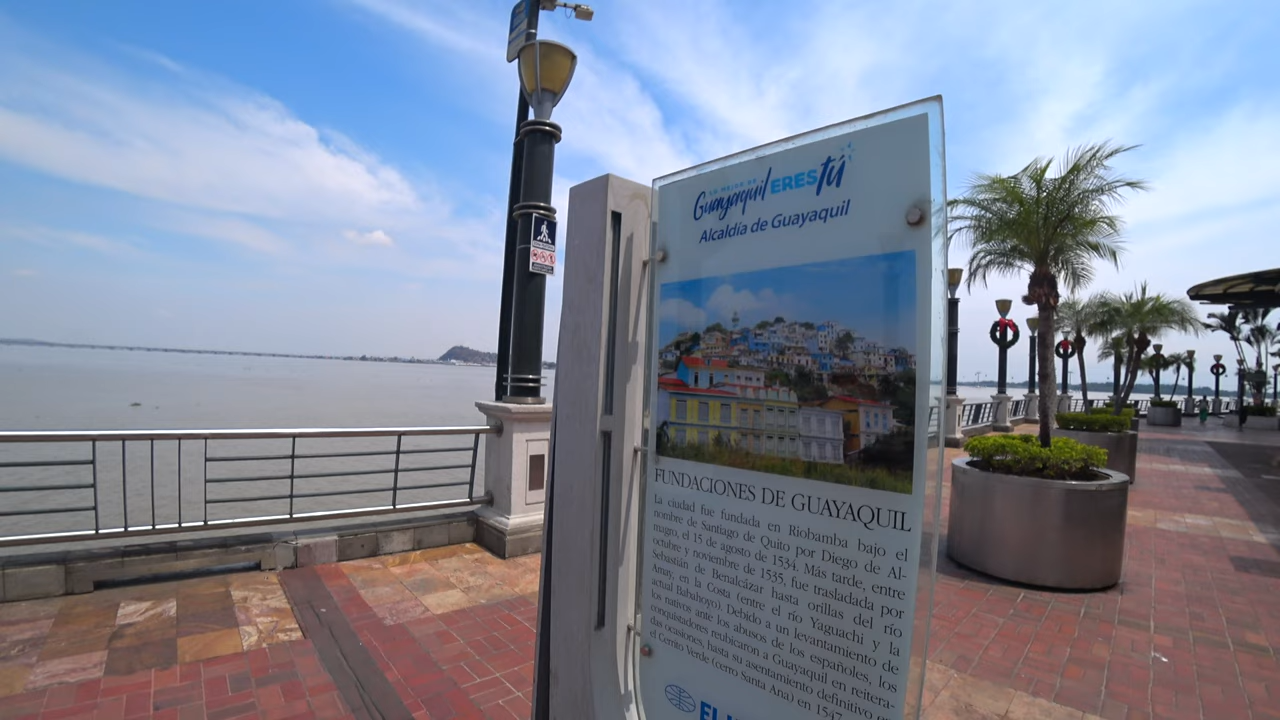 LO MEJOR DE
Guayaquil ERES tú
Alcaldía de Guayaquil
FUNDACIONES DE GUAYAQUIL
La ciudad fue fundada en Riobamba bajo el
nombre de Santiago de Quito por Diego de Al-
magro, el 15 de agosto de 1534. Más tarde, entre
octubre y noviembre de 1535, fue trasladada por
Sebastián de Benalcázar hasta orillas del río
Amay, en la Costa (entre el río Yaguachi y la
actual Babahoyo). Debido a un levantamiento de
los nativos ante los abusos de los españoles, los
conquistadores reubicaron a Guayaquil en reitera-
das ocasiones, hasta su asentamiento definitivo
el Cerrito Verde (cerro Santa Ana) en 1547